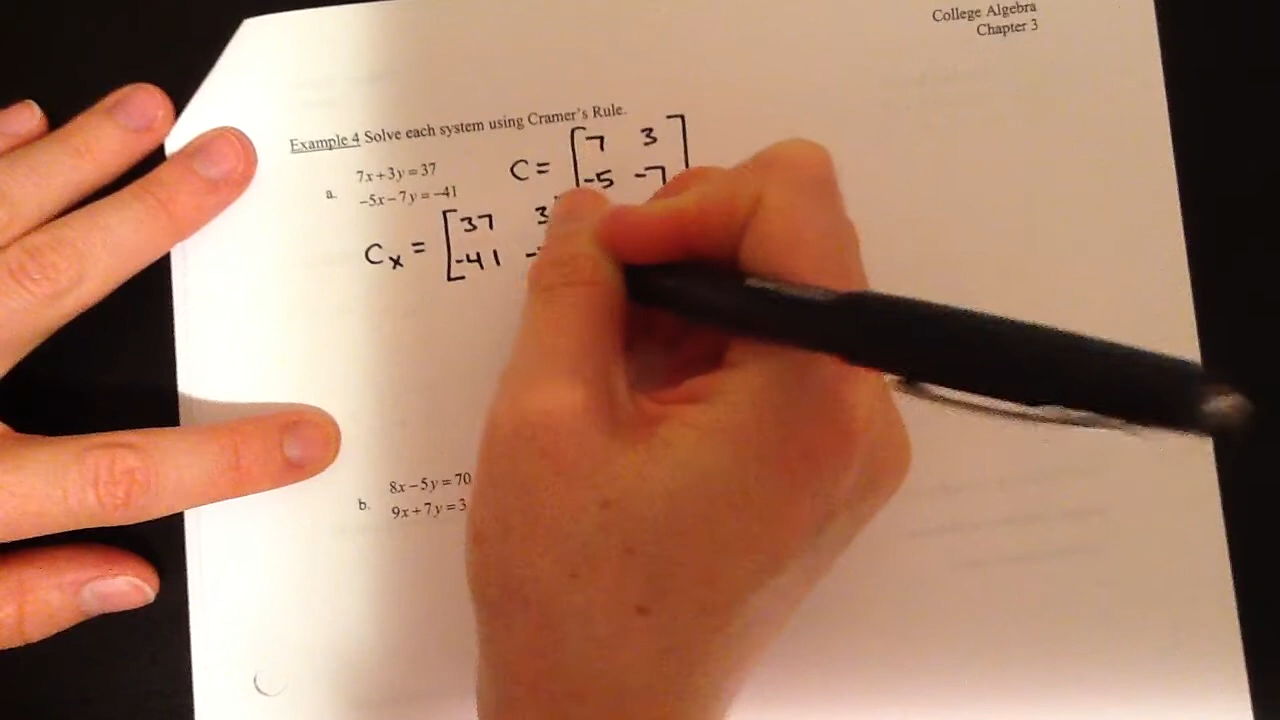 College Algebra
Chapter 3
Example 4 Solve each system using Cramer's Rule.
a.
7x+3y=37
-5x-7y=-41
C= [7 3]
-5 -7
Cx = [37 3
-41 -
b.
8x-5y=70
9x+7y=3